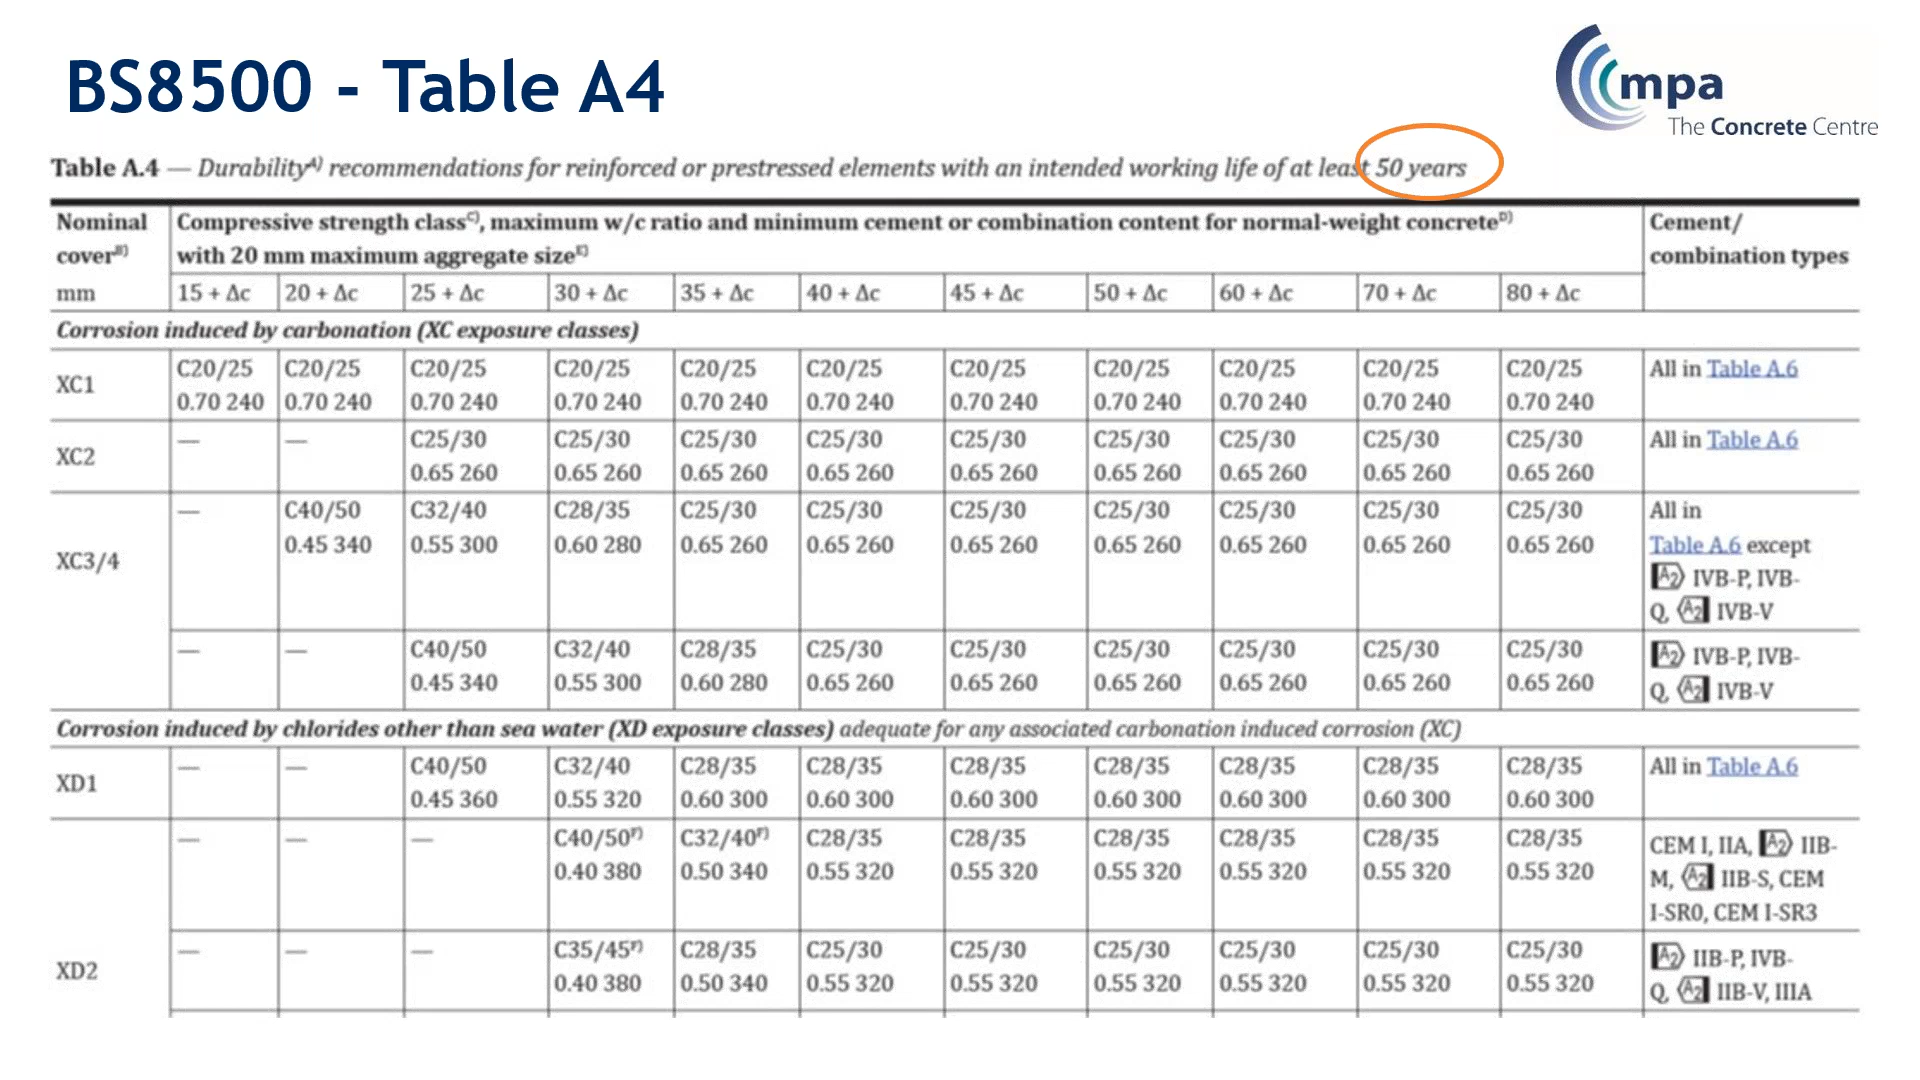 BS8500 - Table A4
mpa
The Concrete Centre
Table A.4 — Durability^A) recommendations for reinforced or prestressed elements with an intended working life of at least 50 years
Nominal cover^B) mm | Compressive strength class^C), maximum w/c ratio and minimum cement or combination content for normal-weight concrete^D) | Cement/
with 20 mm maximum aggregate size^E) | combination types
15 + Δc | 20 + Δc | 25 + Δc | 30 + Δc | 35 + Δc | 40 + Δc | 45 + Δc | 50 + Δc | 60 + Δc | 70 + Δc | 80 + Δc
Corrosion induced by carbonation (XC exposure classes)
XC1 | C20/25 | C20/25 | C20/25 | C20/25 | C20/25 | C20/25 | C20/25 | C20/25 | C20/25 | C20/25 | C20/25 | All in Table A.6
0.70 240 | 0.70 240 | 0.70 240 | 0.70 240 | 0.70 240 | 0.70 240 | 0.70 240 | 0.70 240 | 0.70 240 | 0.70 240 | 0.70 240
XC2 | — | — | C25/30 | C25/30 | C25/30 | C25/30 | C25/30 | C25/30 | C25/30 | C25/30 | C25/30 | All in Table A.6
0.65 260 | 0.65 260 | 0.65 260 | 0.65 260 | 0.65 260 | 0.65 260 | 0.65 260 | 0.65 260 | 0.65 260
XC3/4 | — | C40/50 | C32/40 | C28/35 | C25/30 | C25/30 | C25/30 | C25/30 | C25/30 | C25/30 | C25/30 | All in
0.45 340 | 0.55 300 | 0.60 280 | 0.65 260 | 0.65 260 | 0.65 260 | 0.65 260 | 0.65 260 | 0.65 260 | 0.65 260 | Table A.6 except
A2 IVB-P, IVB-
Q, A2 IVB-V
— | — | C40/50 | C32/40 | C28/35 | C25/30 | C25/30 | C25/30 | C25/30 | C25/30 | C25/30 | A2 IVB-P, IVB-
0.45 340 | 0.55 300 | 0.60 280 | 0.65 260 | 0.65 260 | 0.65 260 | 0.65 260 | 0.65 260 | 0.65 260 | Q, A2 IVB-V
Corrosion induced by chlorides other than sea water (XD exposure classes) adequate for any associated carbonation induced corrosion (XC)
XD1 | — | — | C40/50 | C32/40 | C28/35 | C28/35 | C28/35 | C28/35 | C28/35 | C28/35 | C28/35 | All in Table A.6
0.45 360 | 0.55 320 | 0.60 300 | 0.60 300 | 0.60 300 | 0.60 300 | 0.60 300 | 0.60 300 | 0.60 300
XD2 | — | — | — | C40/50^F) | C32/40^F) | C28/35 | C28/35 | C28/35 | C28/35 | C28/35 | C28/35 | CEM I, IIA, A2 IIB-
0.40 380 | 0.50 340 | 0.55 320 | 0.55 320 | 0.55 320 | 0.55 320 | 0.55 320 | 0.55 320 | M, A2 IIB-S, CEM
I-SR0, CEM I-SR3
— | — | — | C35/45^F) | C28/35 | C25/30 | C25/30 | C25/30 | C25/30 | C25/30 | C25/30 | A2 IIB-P, IVB-
0.40 380 | 0.50 340 | 0.55 320 | 0.55 320 | 0.55 320 | 0.55 320 | 0.55 320 | 0.55 320 | Q, A2 IIB-V, IIIA